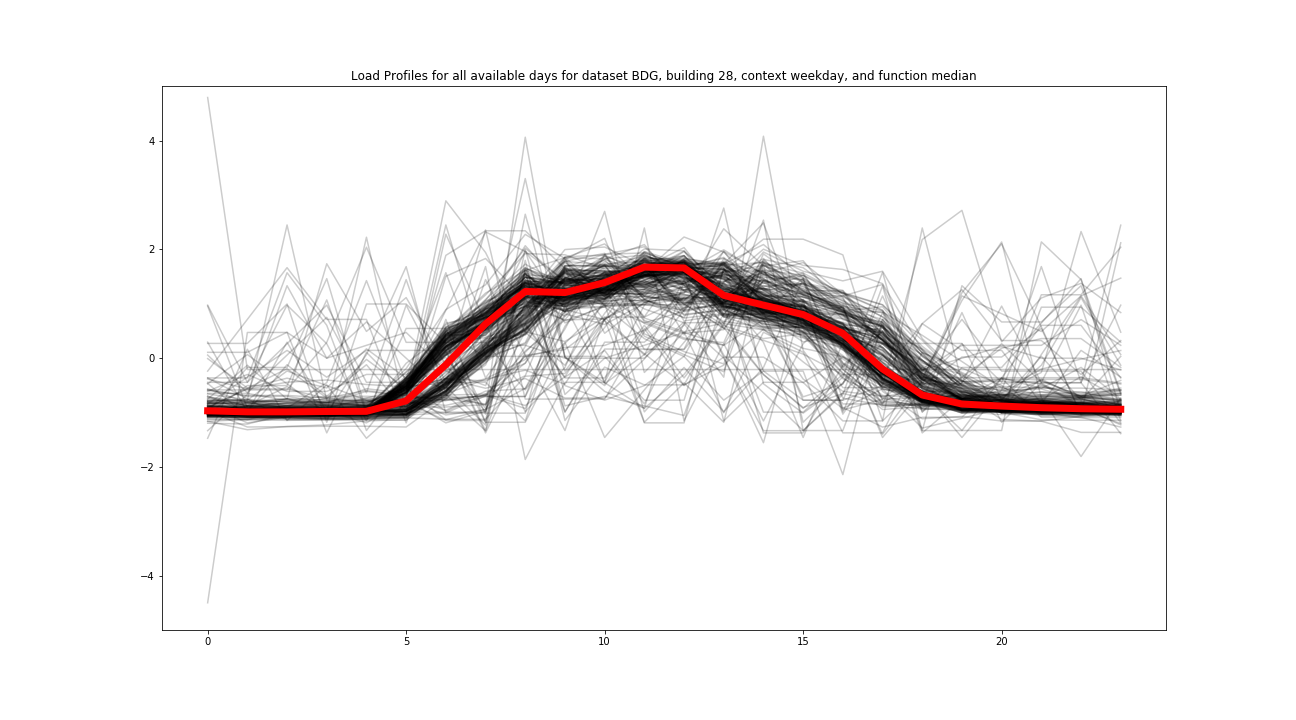 Load Profiles for all available days for dataset BDG, building 28, context weekday, and function median
4
2
0
−2
−4
0 5 10 15 20